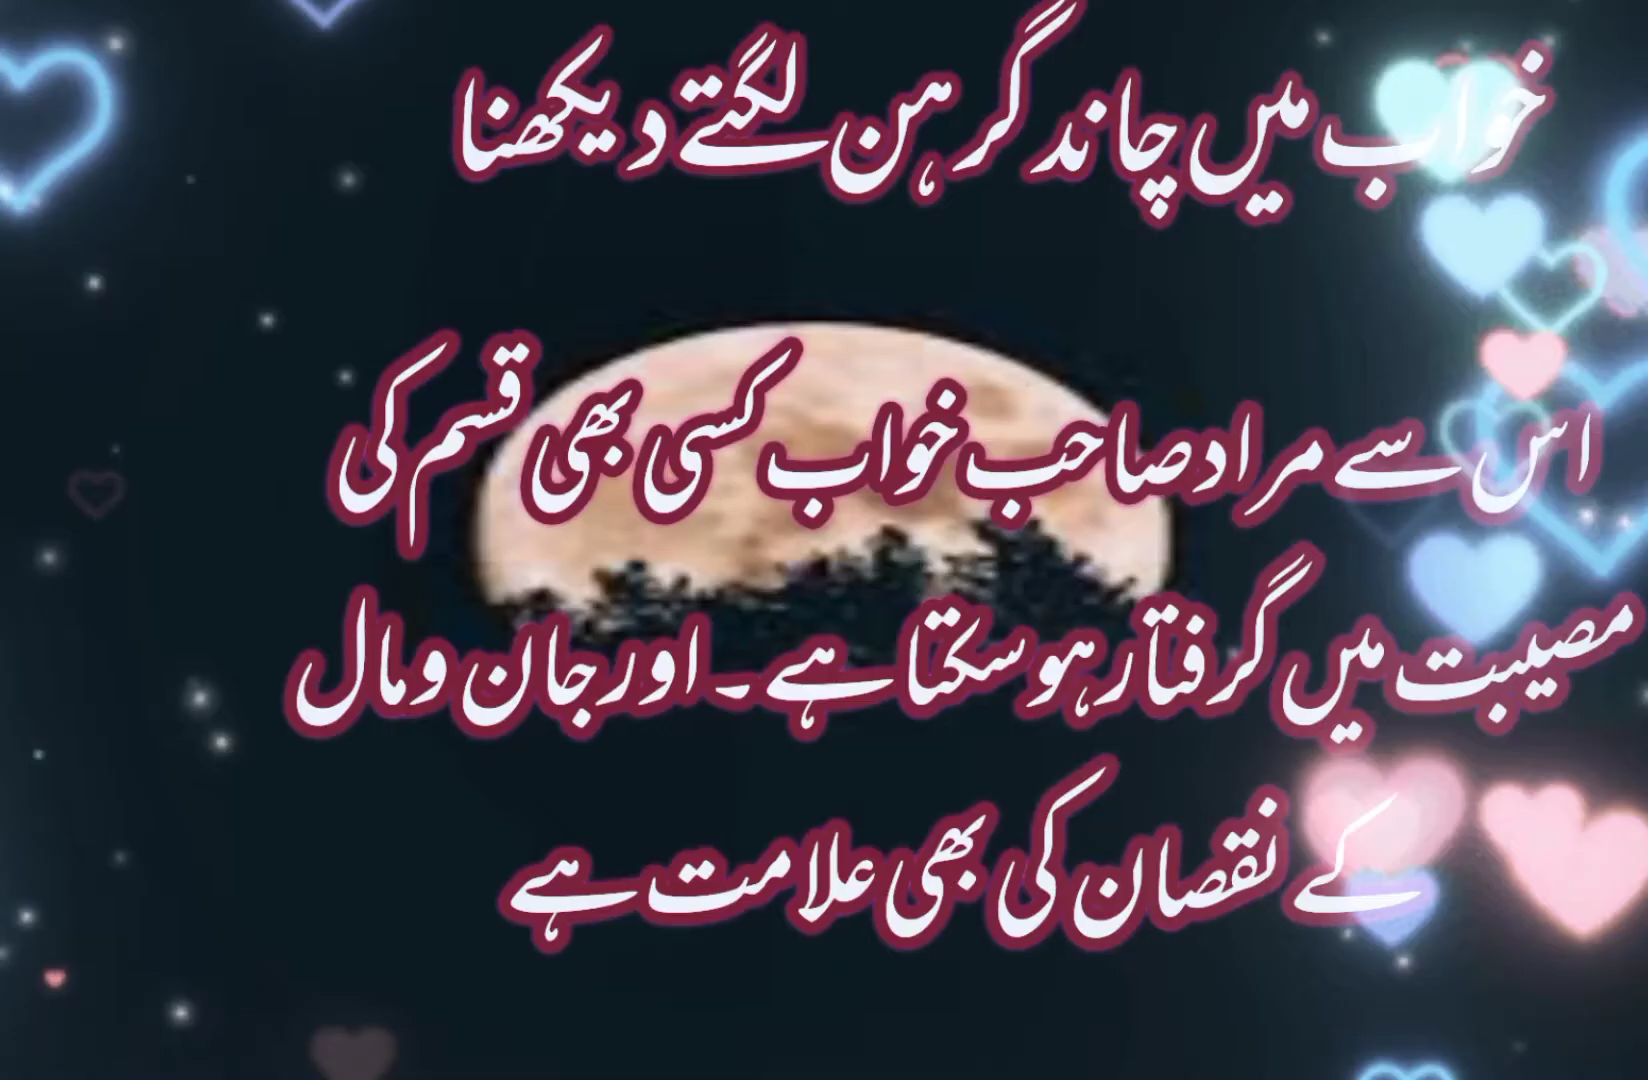 خواب میں چاند گرہن لگتے دیکھنا
اس سے مراد صاحب خواب کسی بھی قسم کی
مصیبت میں گرفتار ہو سکتا ہے ۔ اور جان و مال
کے نقصان کی بھی علامت ہے